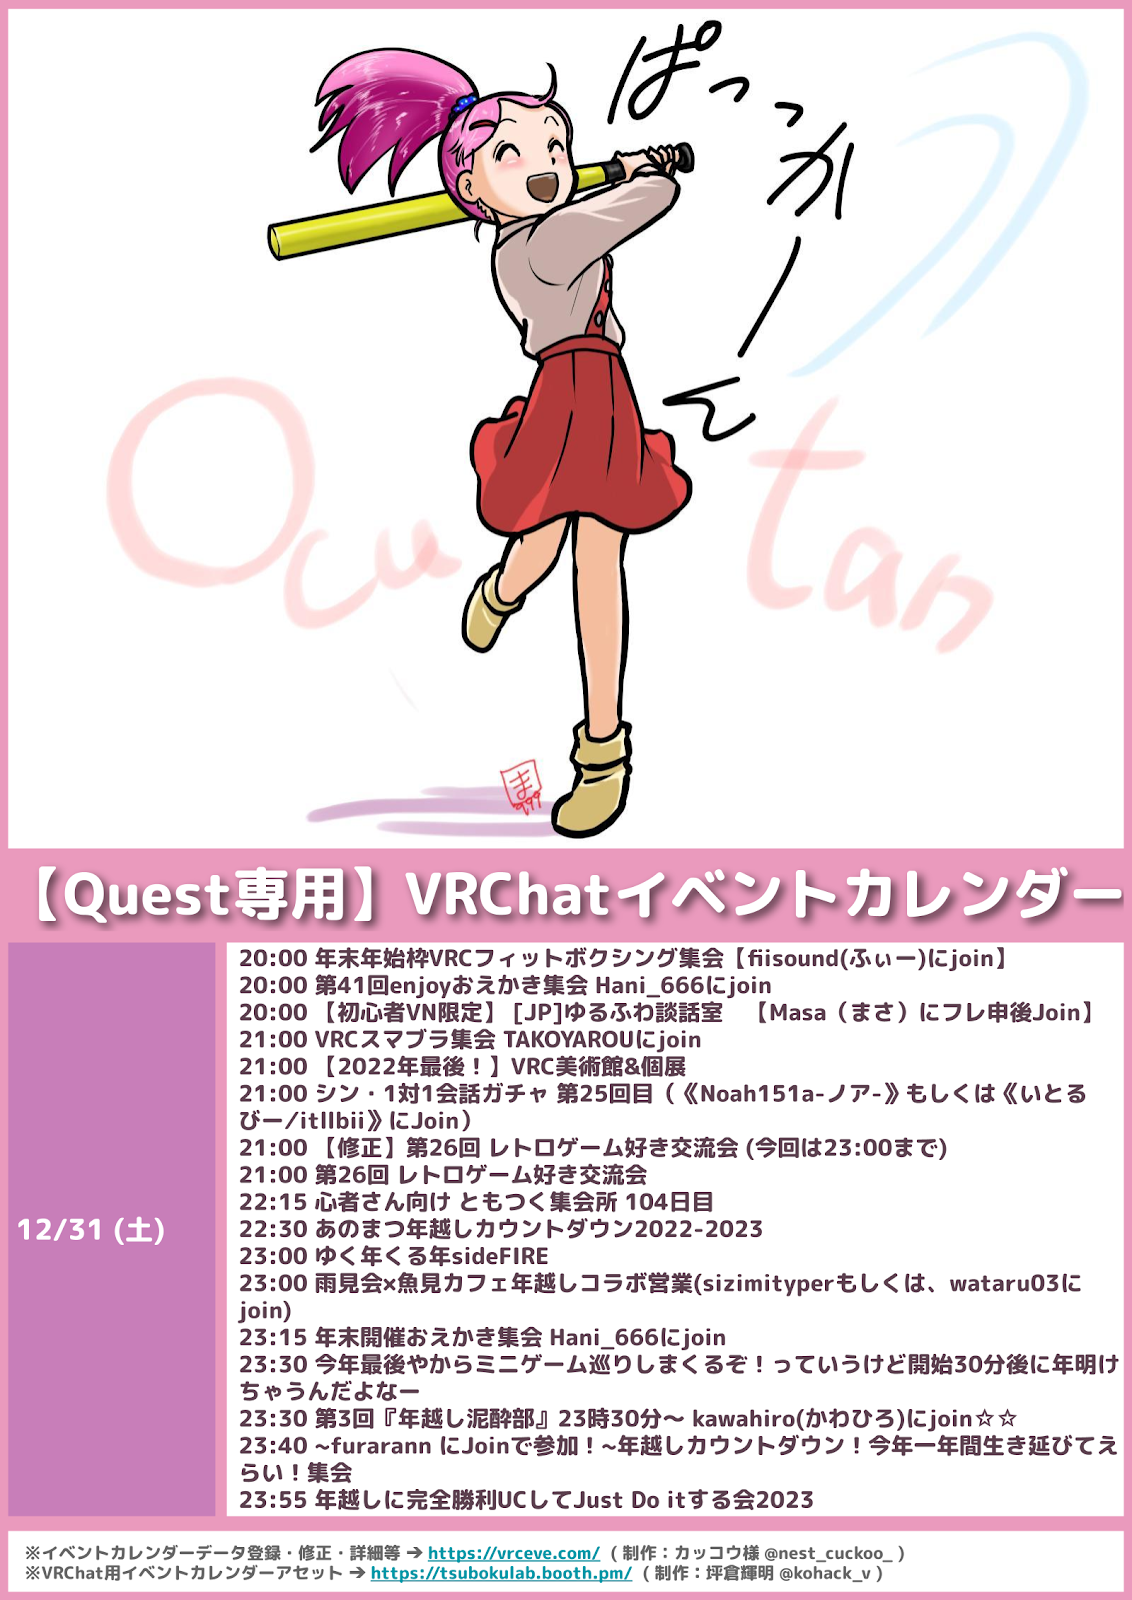 ぱっっかーん
Ocu tan
ま
999
【Quest専用】VRChatイベントカレンダー
12/31 (土)
20:00 年末年始枠VRCフィットボクシング集会【fiisound(ふぃー)にjoin】
20:00 第41回enjoyおえかき集会 Hani_666にjoin
20:00 【初心者VN限定】 [JP]ゆるふわ談話室　【Masa（まさ）にフレ申後Join】
21:00 VRCスマブラ集会 TAKOYAROUにjoin
21:00 【2022年最後！】VRC美術館&個展
21:00 シン・1対1会話ガチャ 第25回目（《Noah151a-ノア-》もしくは《いとる
びー/itllbii》にJoin）
21:00 【修正】第26回 レトロゲーム好き交流会 (今回は23:00まで)
21:00 第26回 レトロゲーム好き交流会
22:15 心者さん向け ともつく集会所 104日目
22:30 あのまつ年越しカウントダウン2022-2023
23:00 ゆく年くる年sideFIRE
23:00 雨見会×魚見カフェ年越しコラボ営業(sizimityperもしくは、wataru03に
join)
23:15 年末開催おえかき集会 Hani_666にjoin
23:30 今年最後やからミニゲーム巡りしまくるぞ！っていうけど開始30分後に年明け
ちゃうんだよなー
23:30 第3回『年越し泥酔部』23時30分〜 kawahiro(かわひろ)にjoin☆☆
23:40 ~furarann にJoinで参加！~年越しカウントダウン！今年一年間生き延びてえ
らい！集会
23:55 年越しに完全勝利UCしてJust Do itする会2023
※イベントカレンダーデータ登録・修正・詳細等 ➔ https://vrceve.com/ （制作：カッコウ様 @nest_cuckoo_ ）
※VRChat用イベントカレンダーアセット ➔ https://tsubokulab.booth.pm/ （制作：坪倉輝明 @kohack_v ）